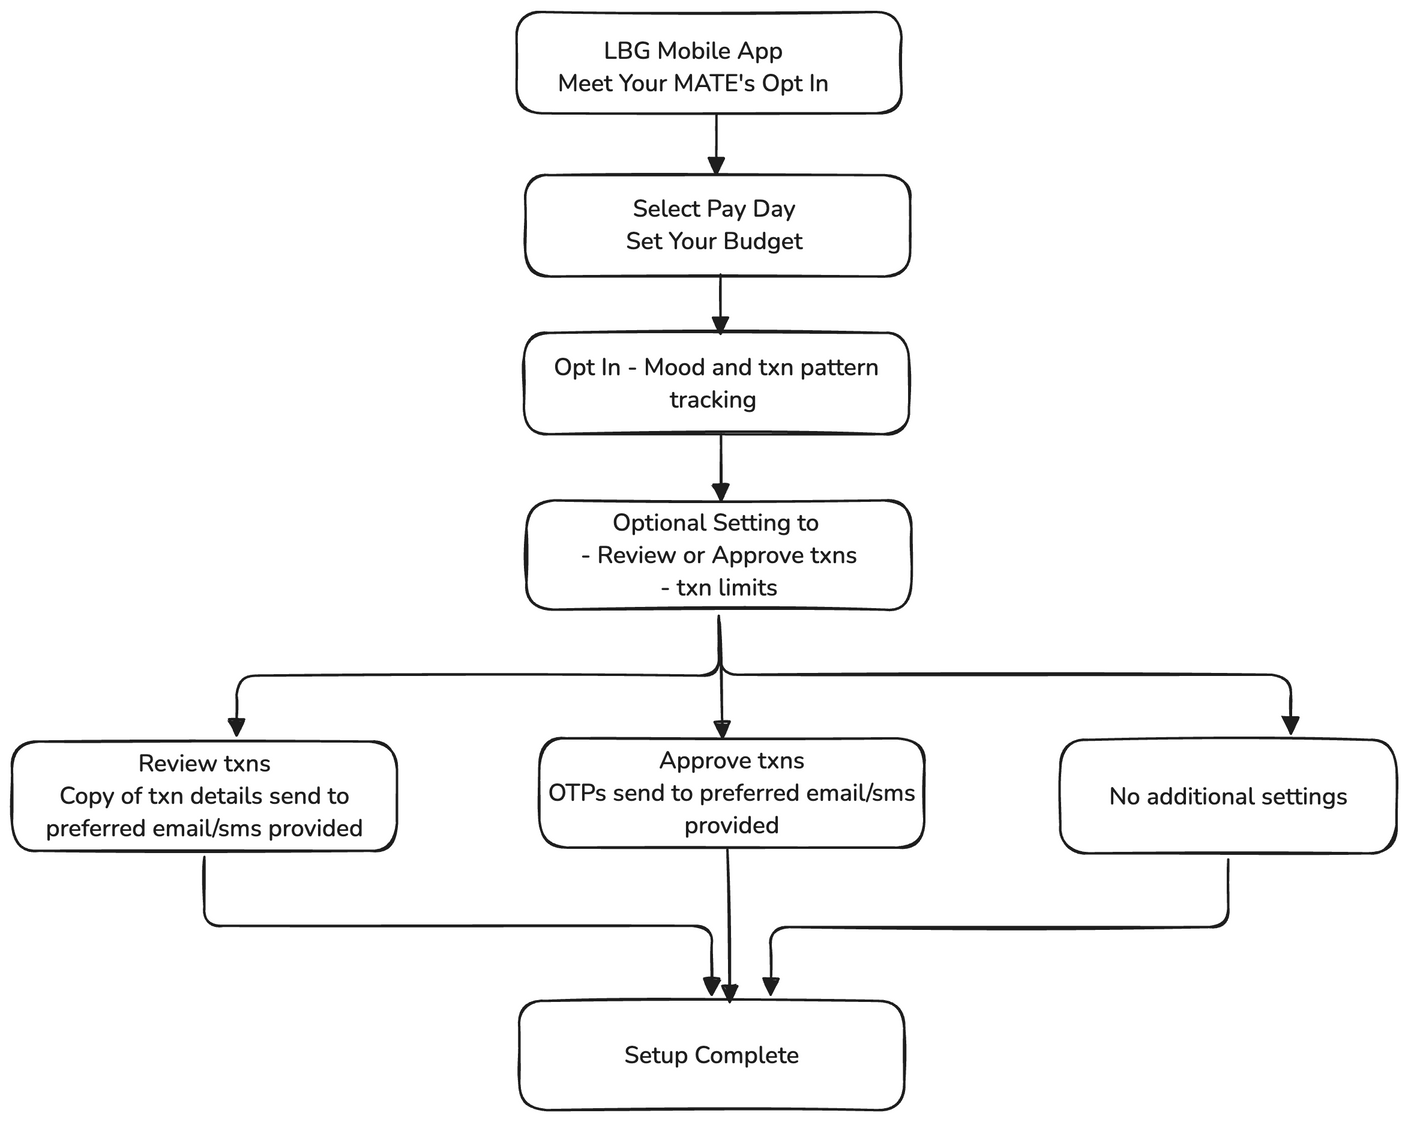 LBG Mobile App
Meet Your MATE's Opt In
Select Pay Day
Set Your Budget
Opt In - Mood and txn pattern
tracking
Optional Setting to
- Review or Approve txns
- txn limits
Review txns
Copy of txn details send to
preferred email/sms provided
Approve txns
OTPs send to preferred email/sms
provided
No additional settings
Setup Complete